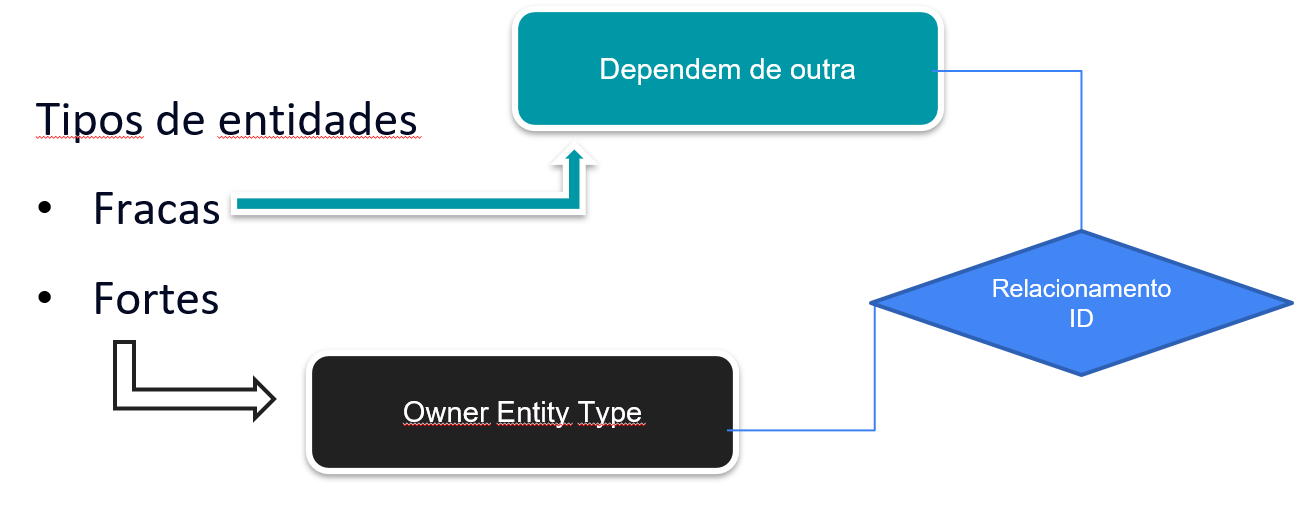 Dependem de outra
Tipos de entidades
• Fracas
• Fortes
Relacionamento
ID
Owner Entity Type